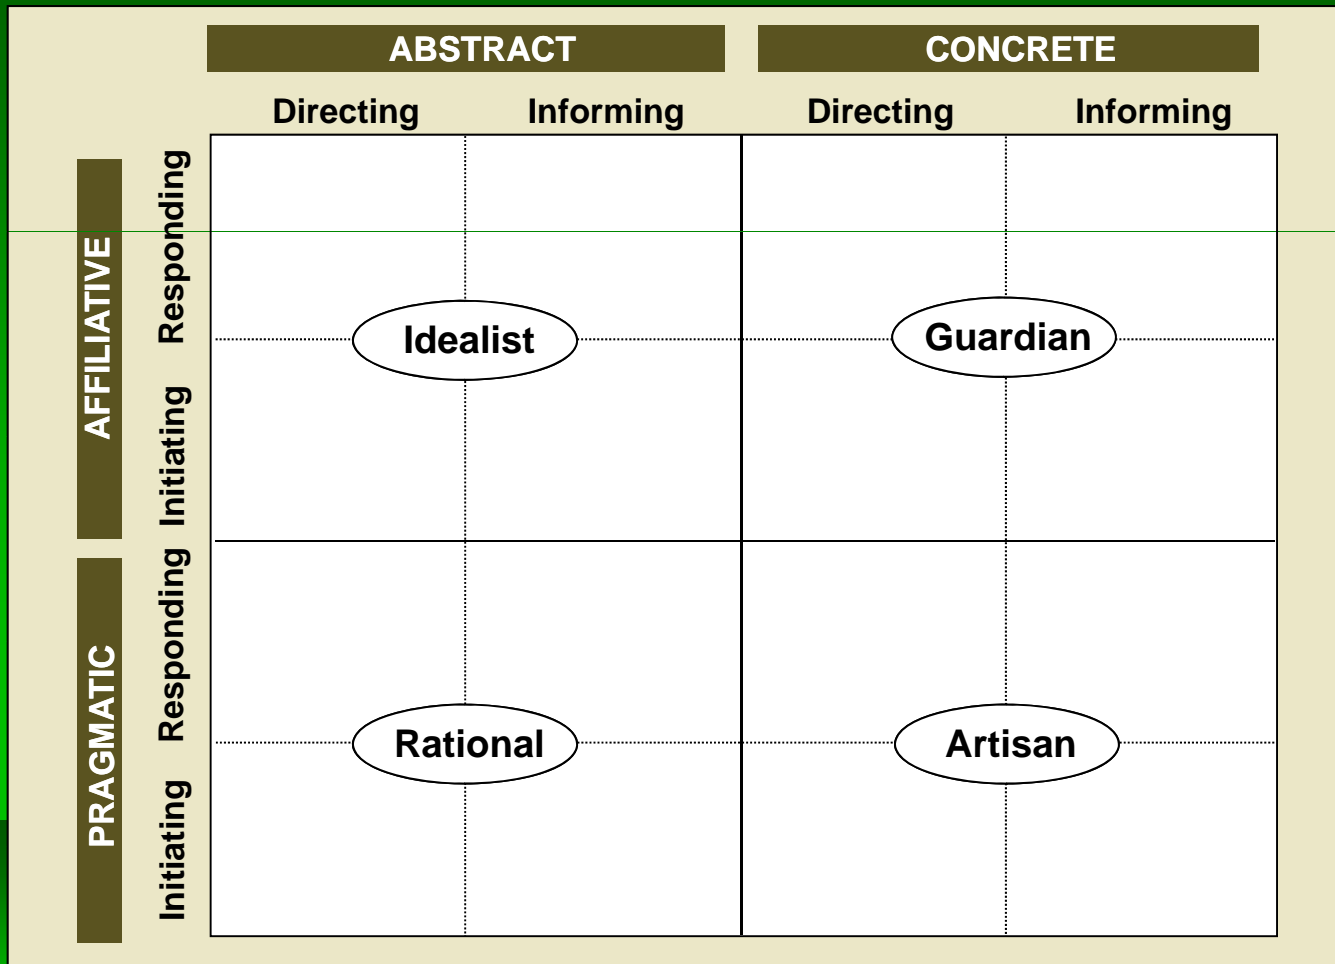 ABSTRACT CONCRETE
Directing Informing Directing Informing
AFFILIATIVE
Responding
Initiating
Idealist Guardian
PRAGMATIC
Responding
Initiating
Rational Artisan